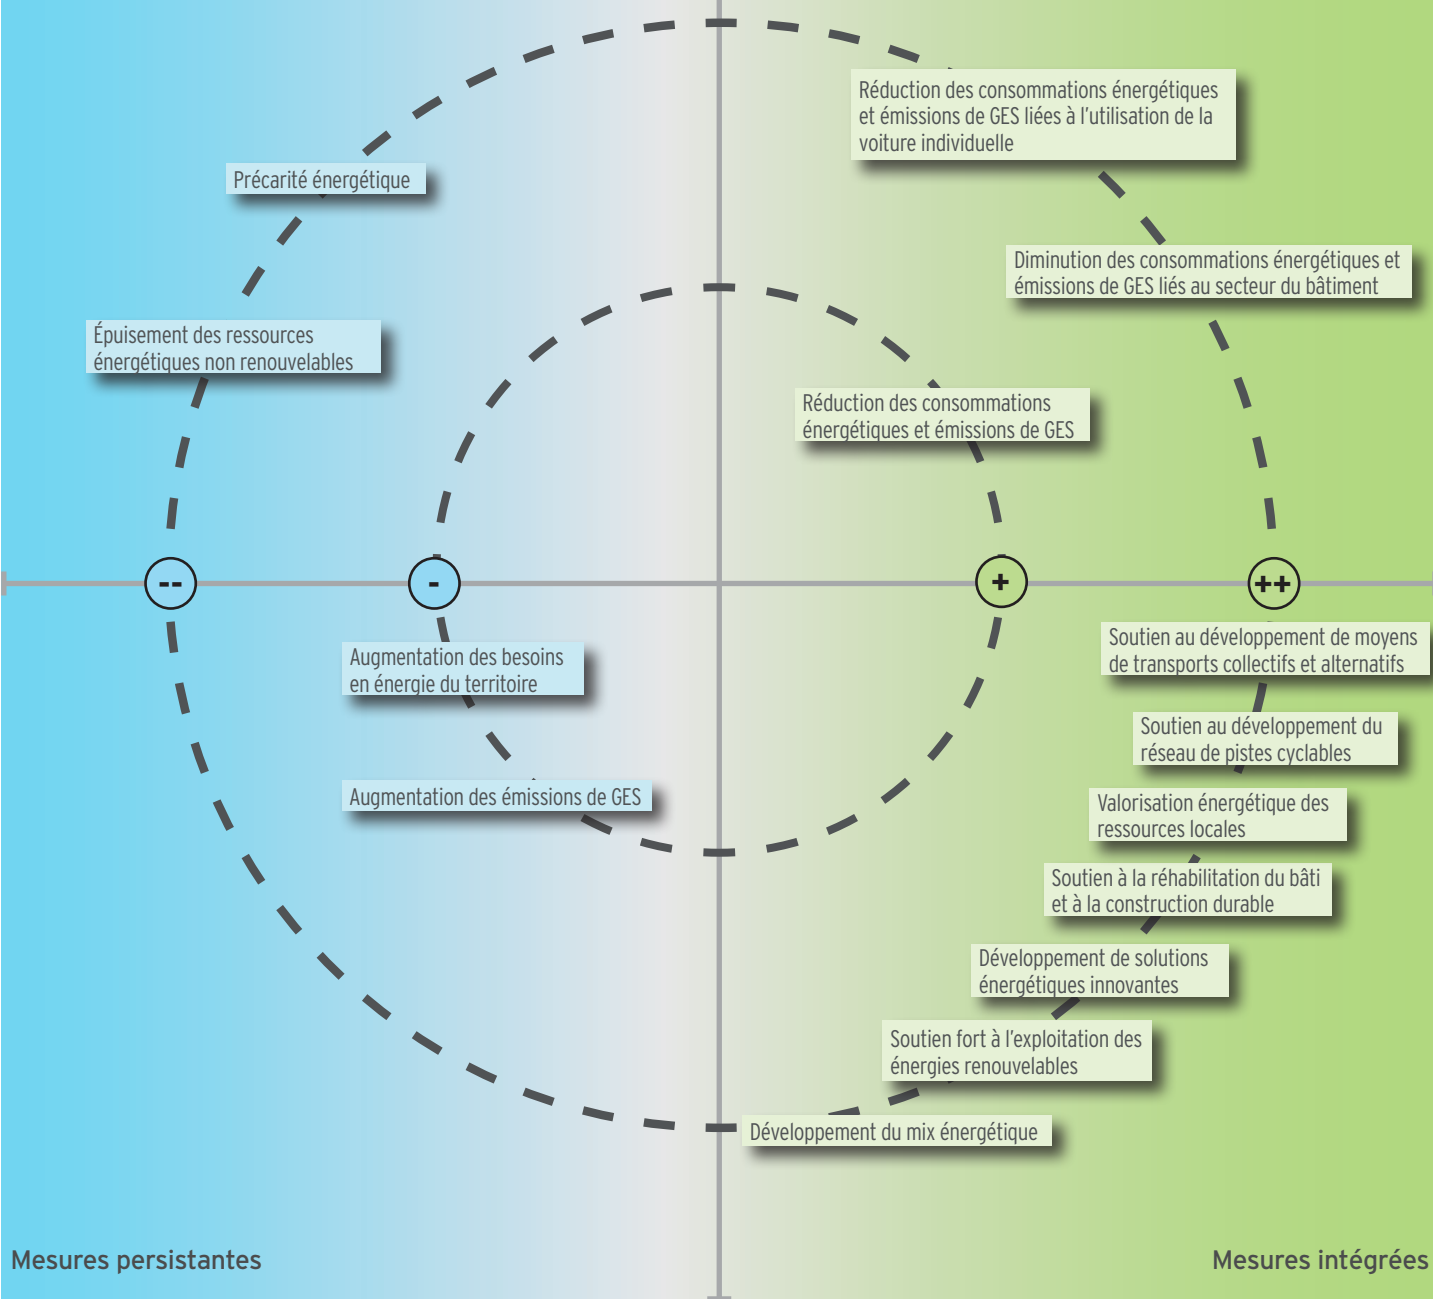 Réduction des consommations énergétiques
et émissions de GES liées à l'utilisation de la
voiture individuelle
Précarité énergétique
Diminution des consommations énergétiques et
émissions de GES liés au secteur du bâtiment
Épuisement des ressources
énergétiques non renouvelables
Réduction des consommations
énergétiques et émissions de GES
--
-
+
++
Augmentation des besoins
en énergie du territoire
Soutien au développement de moyens
de transports collectifs et alternatifs
Soutien au développement du
réseau de pistes cyclables
Augmentation des émissions de GES
Valorisation énergétique des
ressources locales
Soutien à la réhabilitation du bâti
et à la construction durable
Développement de solutions
énergétiques innovantes
Soutien fort à l'exploitation des
énergies renouvelables
Développement du mix énergétique
Mesures persistantes
Mesures intégrées